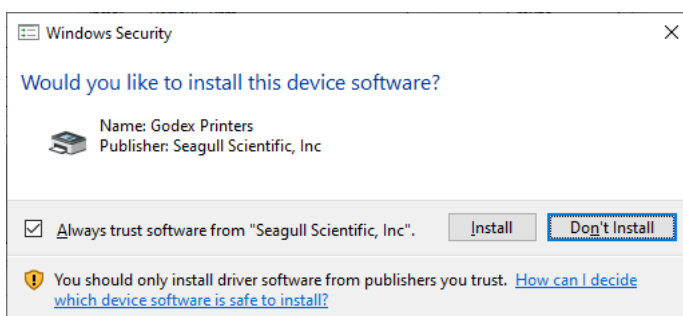 Windows Security
Would you like to install this device software?
Name: Godex Printers
Publisher: Seagull Scientific, Inc
Always trust software from "Seagull Scientific, Inc".
Install
Don't Install
You should only install driver software from publishers you trust. How can I decide
which device software is safe to install?